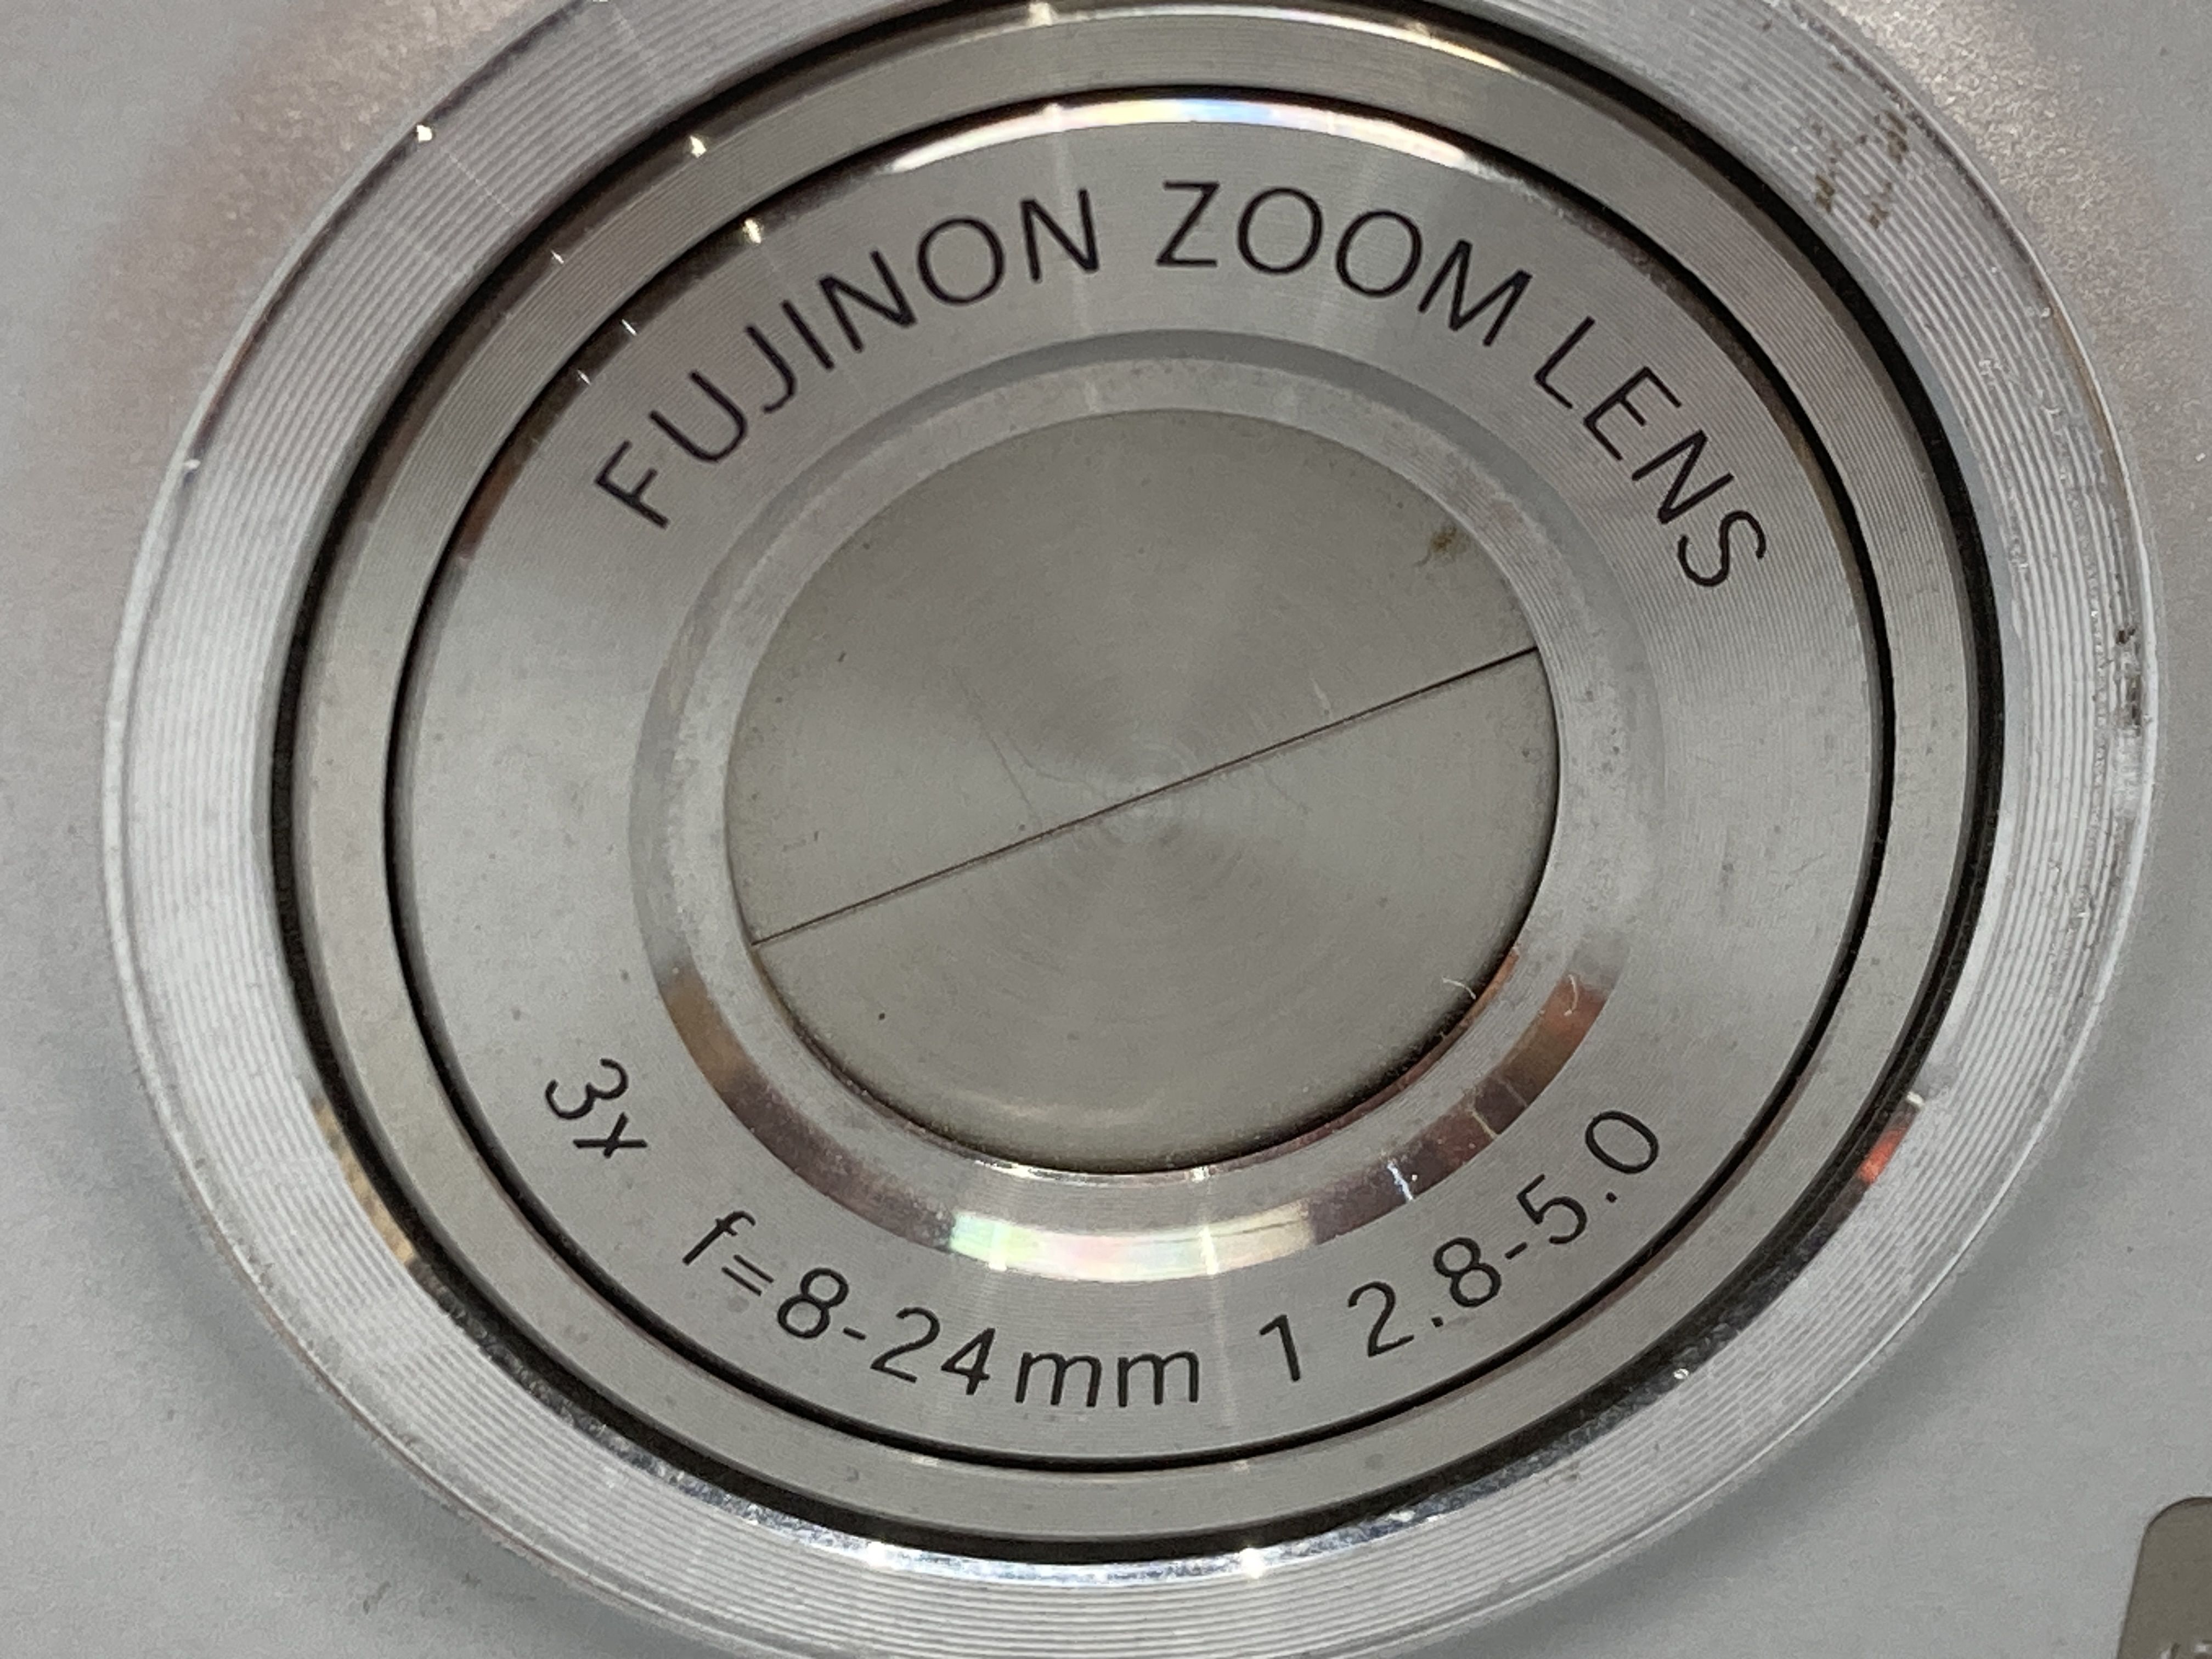 FUJINON ZOOM LENS
3x f=8-24mm 1 2.8-5.0